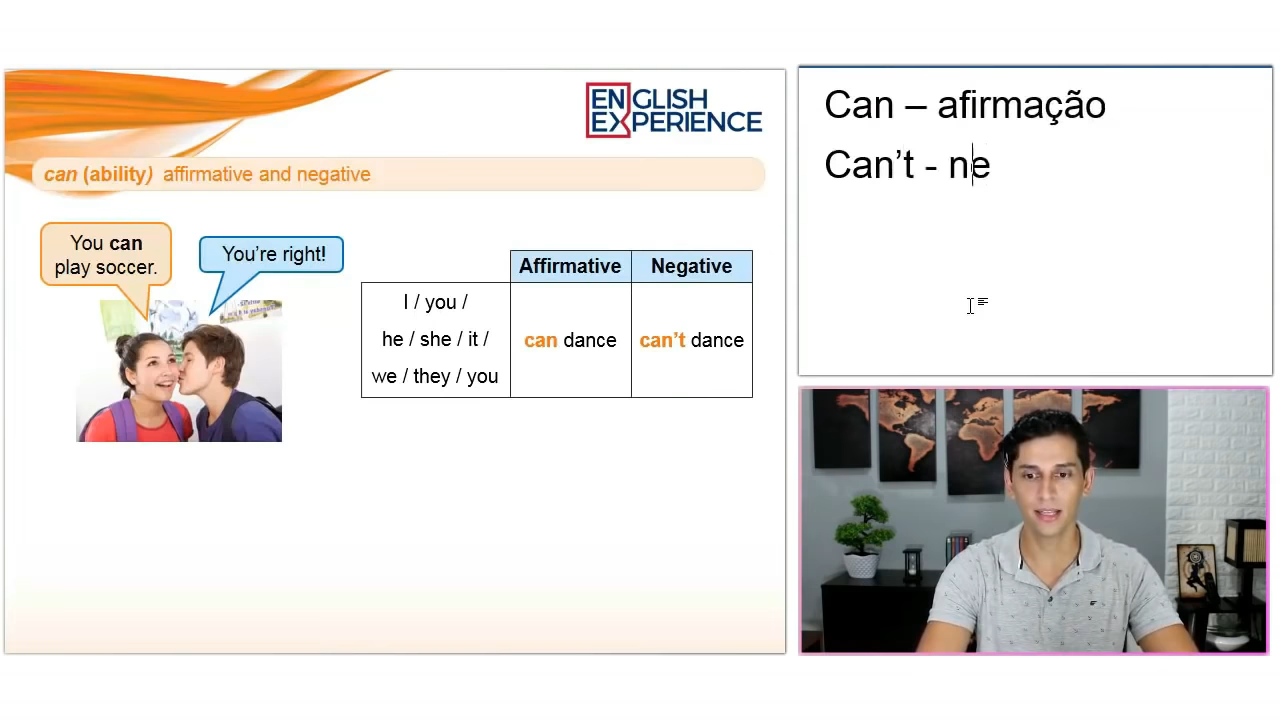 ENGLISH
EXPERIENCE
can (ability) affirmative and negative
You can
play soccer.
You're right!
Affirmative
Negative
I / you /
he / she / it /
we / they / you
can dance
can't dance
Can – afirmação
Can't - ne